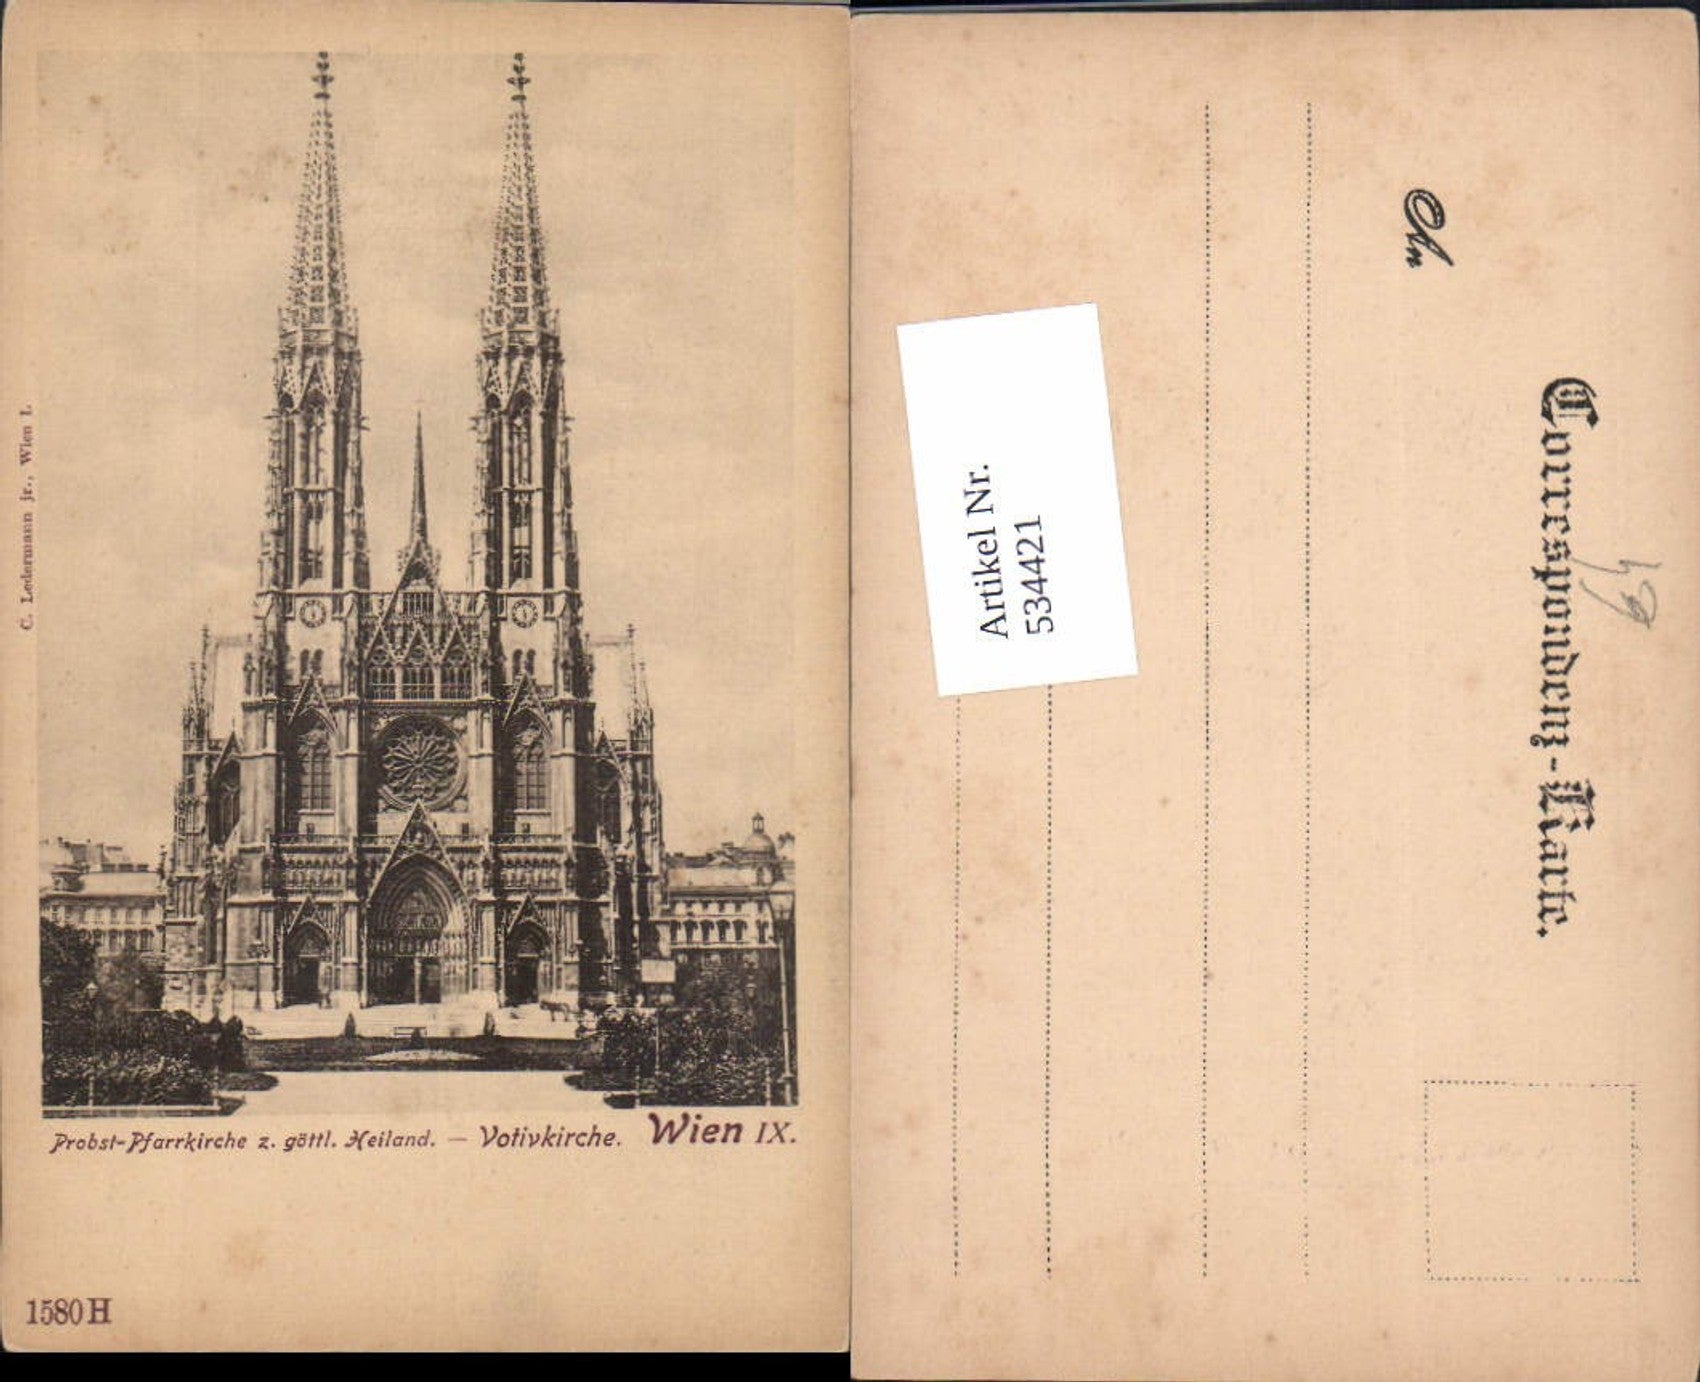 C. Ledermann jr., Wien I.
Probst-Pfarrkirche z. göttl. Heiland. — Votivkirche. Wien IX.
1580 H
An
Correspondenz-Karte.
Artikel Nr.
534421